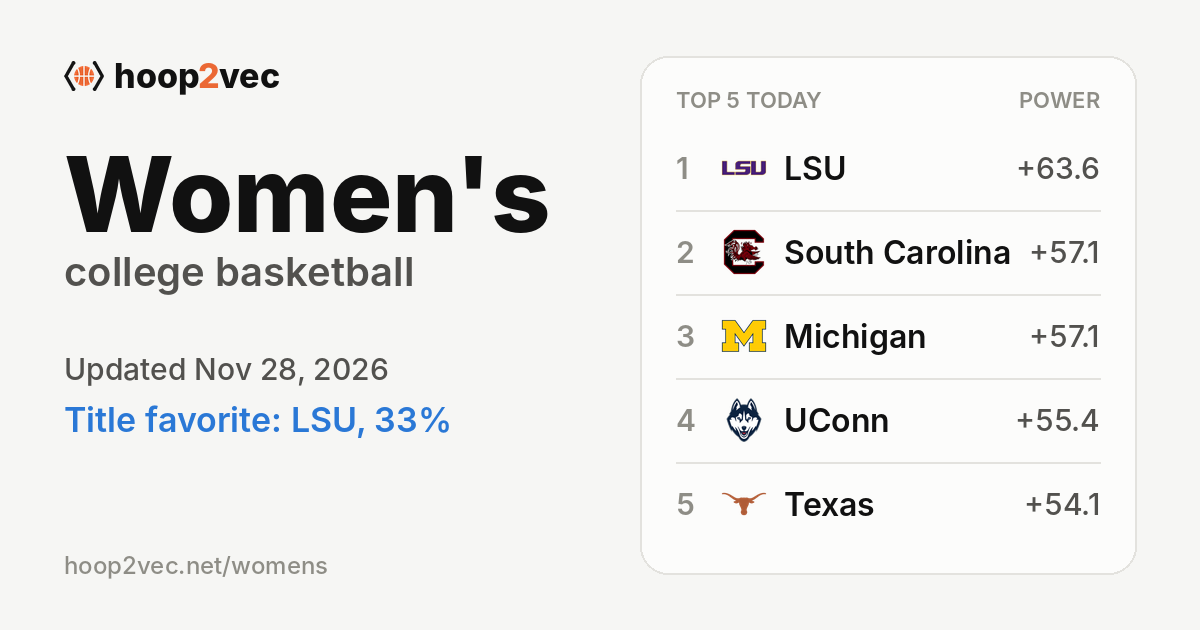 hoop2vec
Women's
college basketball
Updated Nov 28, 2026
Title favorite: LSU, 33%
hoop2vec.net/womens
TOP 5 TODAY POWER
1 LSU LSU +63.6
2 South Carolina +57.1
3 M Michigan +57.1
4 UConn +55.4
5 Texas +54.1